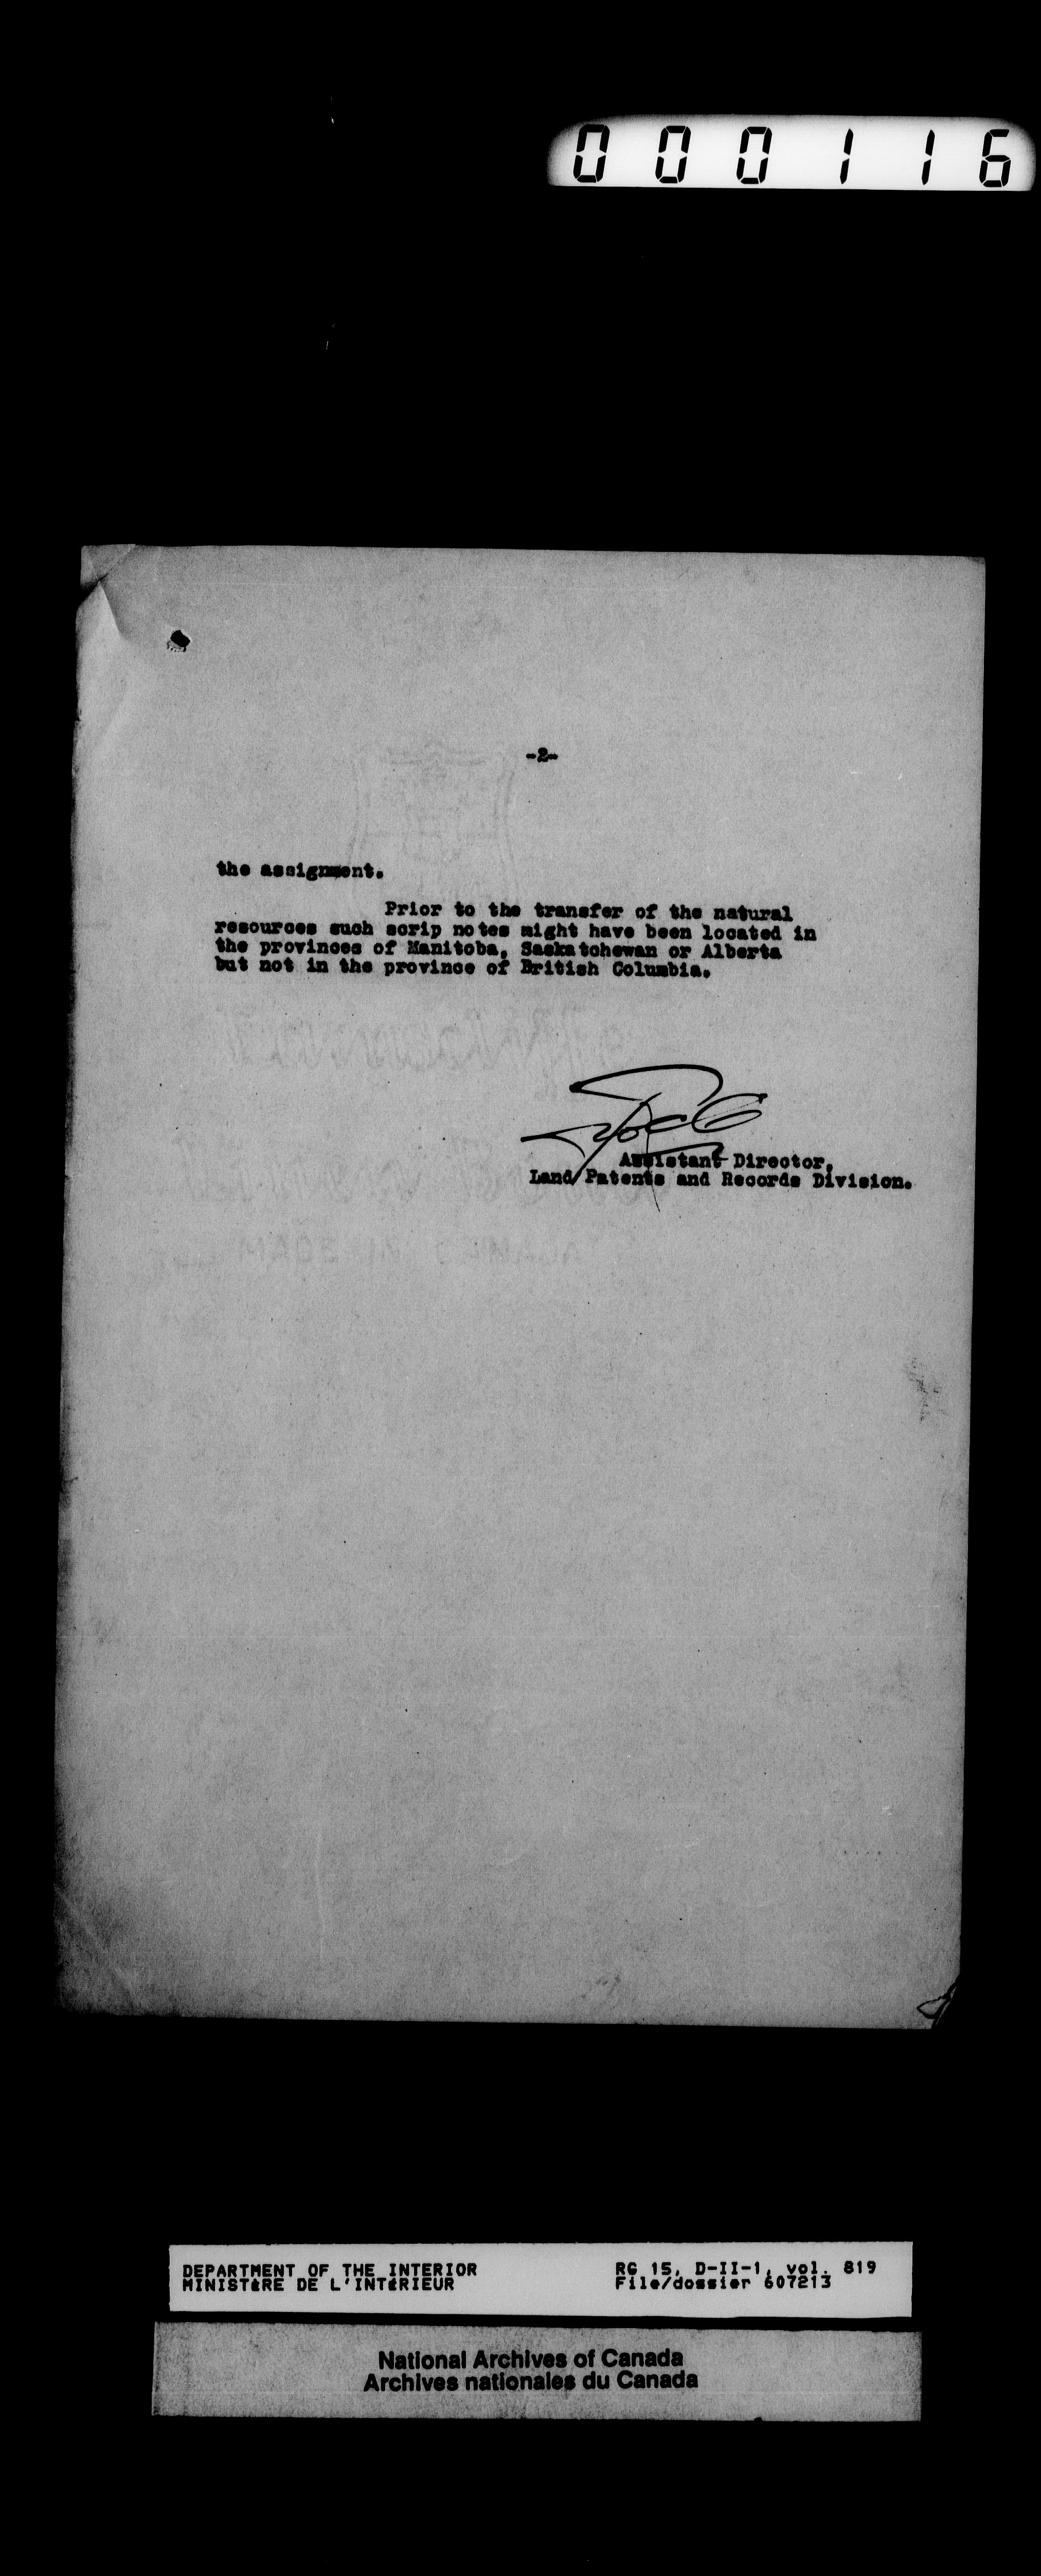 000116
-2-
the assignment.
Prior to the transfer of the natural
resources such scrip notes might have been located in
the provinces of Manitoba, Saskatchewan or Alberta
but not in the province of British Columbia.
Assistant Director,
Land Patents and Records Division.
DEPARTMENT OF THE INTERIOR
MINISTÈRE DE L'INTÉRIEUR
RG 15, D-II-1, vol. 819
File/dossier 607213
National Archives of Canada
Archives nationales du Canada